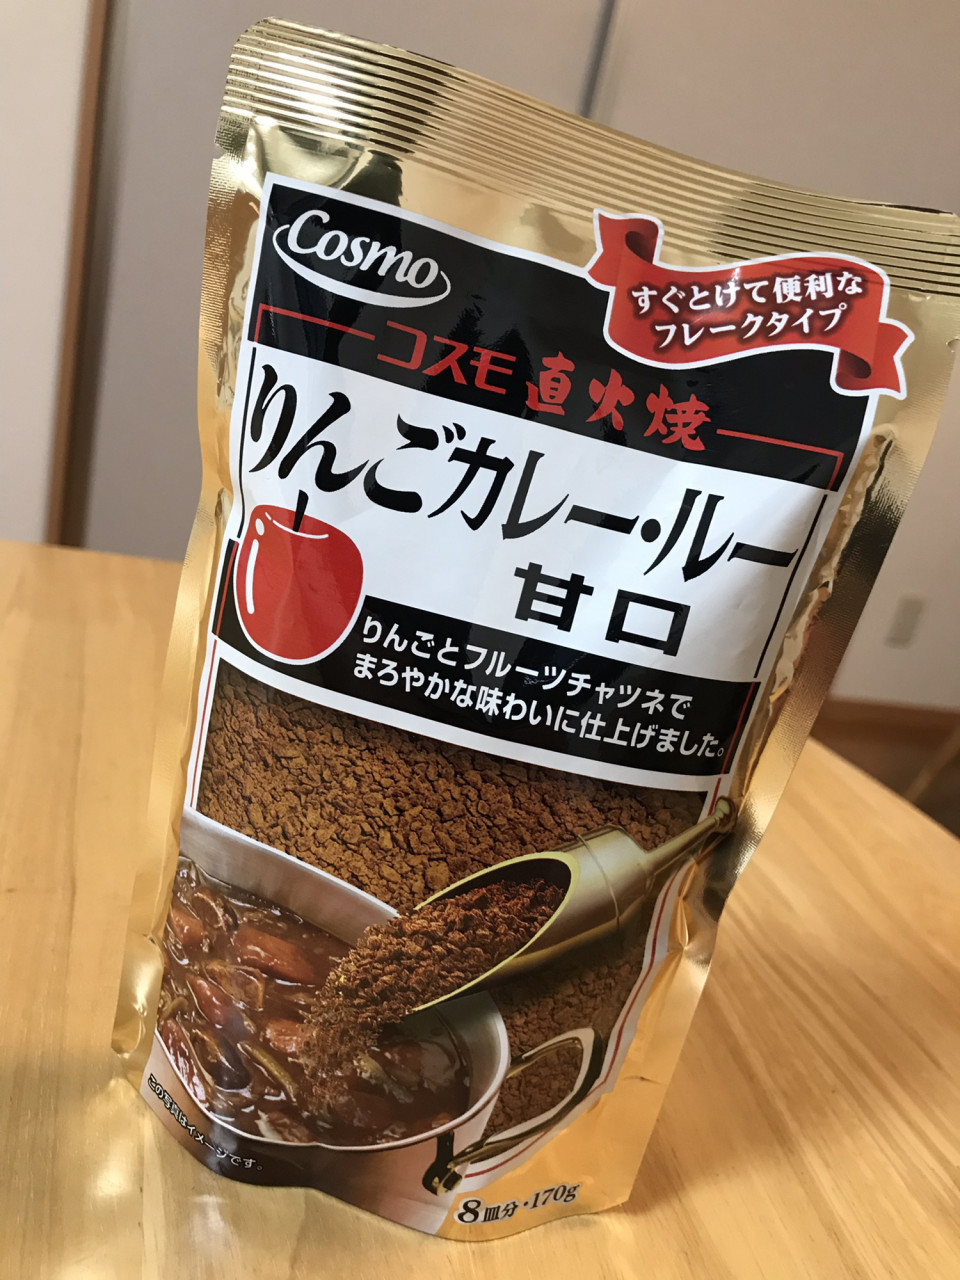 Cosmo
すぐとけて便利な
フレークタイプ
コスモ 直火焼
りんごカレー・ルー
甘口
りんごとフルーツチャツネで
まろやかな味わいに仕上げました。
この写真はイメージです。
8皿分・170g